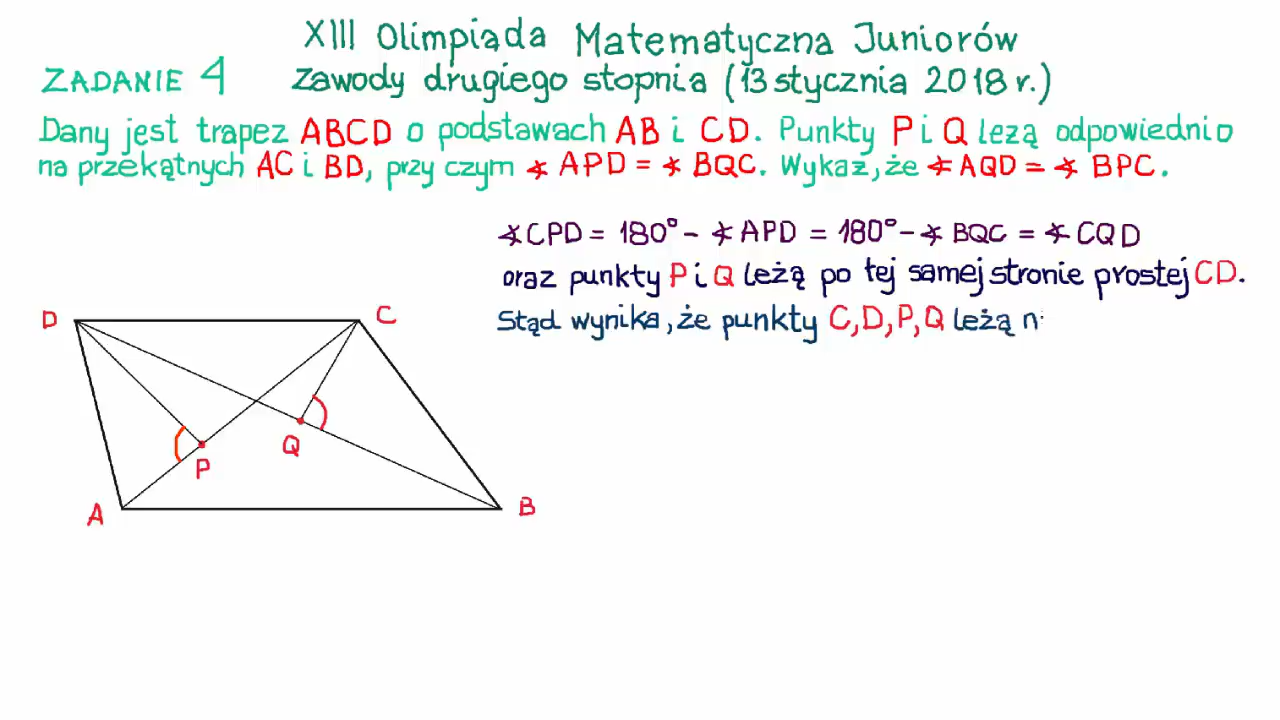 XIII Olimpiada Matematyczna Juniorów
ZADANIE 4 Zawody drugiego stopnia (13 stycznia 2018 r.)
Dany jest trapez ABCD o podstawach AB i CD. Punkty P i Q leżą odpowiednio
na przekątnych AC i BD, przy czym ∢ APD = ∢ BQC. Wykaż, że ∢ AQD = ∢ BPC.
∢CPD = 180° - ∢ APD = 180° - ∢ BQC = ∢ CQD
oraz punkty P i Q leżą po tej samej stronie prostej CD.
Stąd wynika, że punkty C, D, P, Q leżą n
D
C
Q
P
A
B